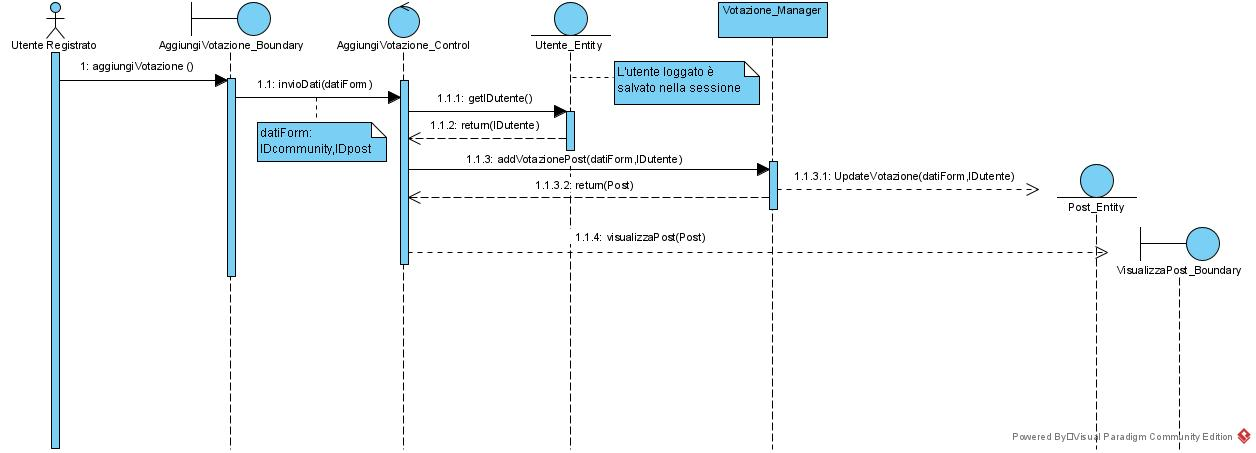 Utente Registrato
AggiungiVotazione_Boundary
AggiungiVotazione_Control
Utente_Entity
Votazione_Manager
1: aggiungiVotazione ()
1.1: invioDati(datiForm)
datiForm:
IDcommunity,IDpost
1.1.1: getIDutente()
L'utente loggato è
salvato nella sessione
1.1.2: return(IDutente)
1.1.3: addVotazionePost(datiForm,IDutente)
1.1.3.1: UpdateVotazione(datiForm,IDutente)
1.1.3.2: return(Post)
Post_Entity
1.1.4: visualizzaPost(Post)
VisualizzaPost_Boundary
Powered By Visual Paradigm Community Edition